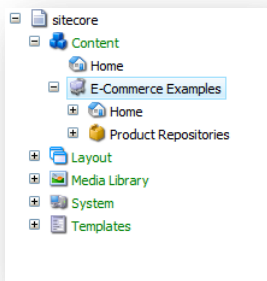 sitecore
Content
Home
E-Commerce Examples
Home
Product Repositories
Layout
Media Library
System
Templates